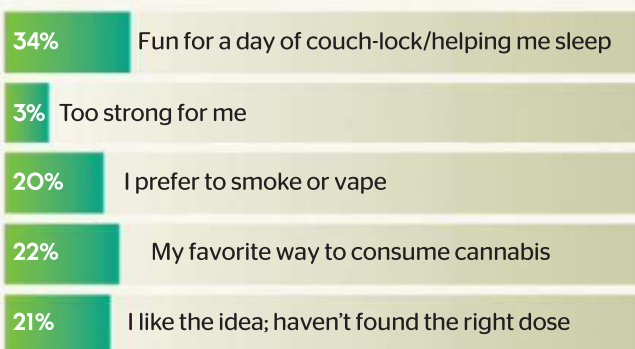 34% Fun for a day of couch-lock/helping me sleep
3% Too strong for me
20% I prefer to smoke or vape
22% My favorite way to consume cannabis
21% I like the idea; haven’t found the right dose